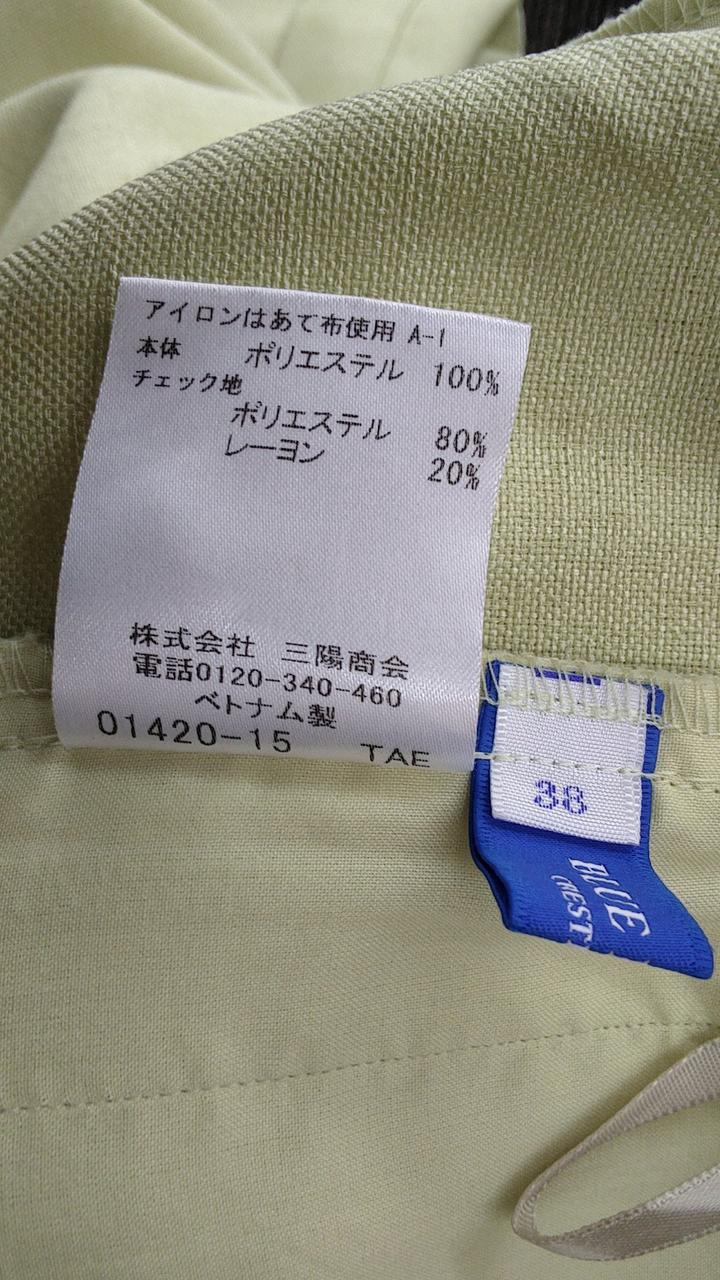 アイロンはあて布使用 A-1
本体 ポリエステル 100%
チェック地
ポリエステル 80%
レーヨン 20%
株式会社 三陽商会
電話0120-340-460
ベトナム製
01420-15 TAE
38
BLUE
CREST